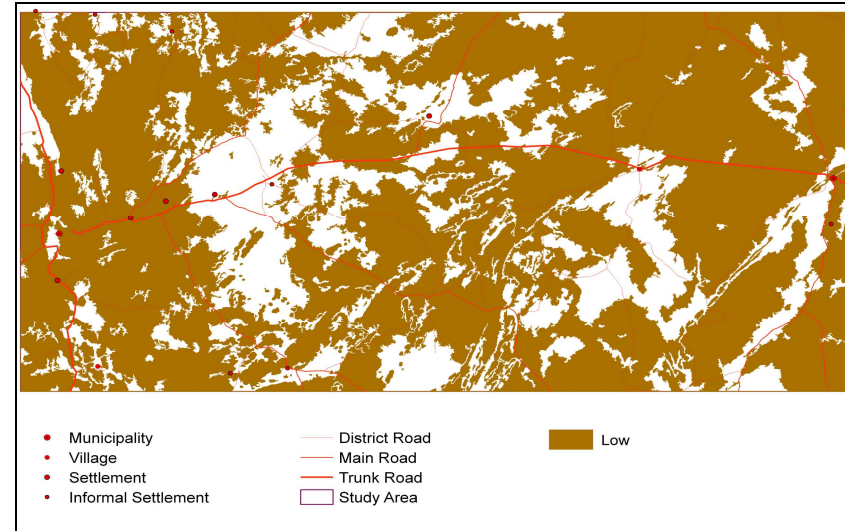 Municipality
Village
Settlement
Informal Settlement
District Road
Main Road
Trunk Road
Study Area
Low